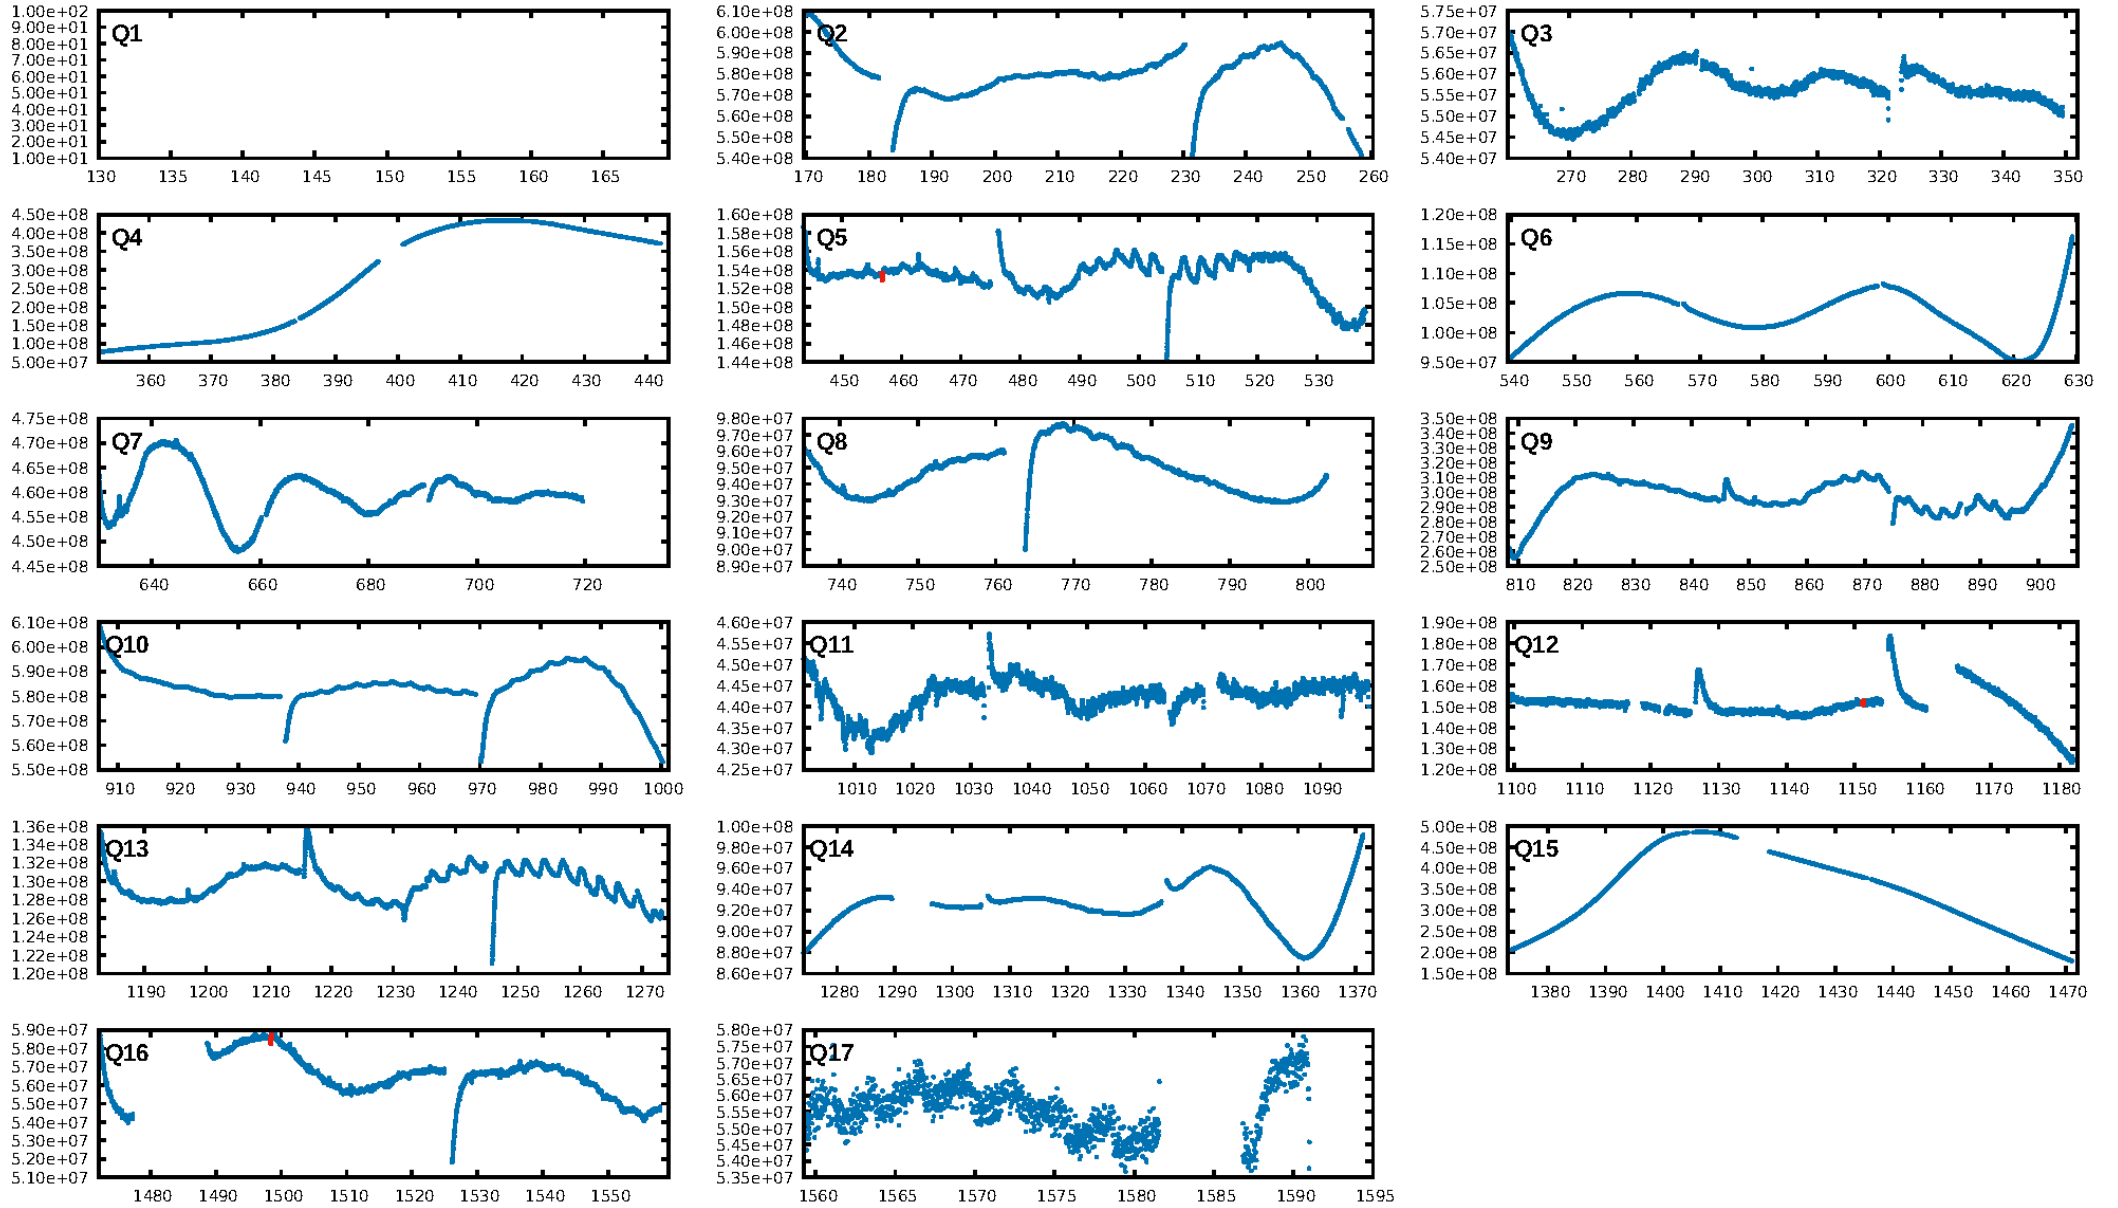 Q1
1.00e+02
9.00e+01
8.00e+01
7.00e+01
6.00e+01
5.00e+01
4.00e+01
3.00e+01
2.00e+01
1.00e+01
130 135 140 145 150 155 160 165
Q2
6.10e+08
6.00e+08
5.90e+08
5.80e+08
5.70e+08
5.60e+08
5.50e+08
5.40e+08
170 180 190 200 210 220 230 240 250 260
Q3
5.75e+07
5.70e+07
5.65e+07
5.60e+07
5.55e+07
5.50e+07
5.45e+07
5.40e+07
270 280 290 300 310 320 330 340 350
Q4
4.50e+08
4.00e+08
3.50e+08
3.00e+08
2.50e+08
2.00e+08
1.50e+08
1.00e+08
5.00e+07
360 370 380 390 400 410 420 430 440
Q5
1.60e+08
1.58e+08
1.56e+08
1.54e+08
1.52e+08
1.50e+08
1.48e+08
1.46e+08
1.44e+08
450 460 470 480 490 500 510 520 530
Q6
1.20e+08
1.15e+08
1.10e+08
1.05e+08
1.00e+08
9.50e+07
540 550 560 570 580 590 600 610 620 630
Q7
4.75e+08
4.70e+08
4.65e+08
4.60e+08
4.55e+08
4.50e+08
4.45e+08
640 660 680 700 720
Q8
9.80e+07
9.70e+07
9.60e+07
9.50e+07
9.40e+07
9.30e+07
9.20e+07
9.10e+07
9.00e+07
8.90e+07
740 750 760 770 780 790 800
Q9
3.50e+08
3.40e+08
3.30e+08
3.20e+08
3.10e+08
3.00e+08
2.90e+08
2.80e+08
2.70e+08
2.60e+08
2.50e+08
810 820 830 840 850 860 870 880 890 900
Q10
6.10e+08
6.00e+08
5.90e+08
5.80e+08
5.70e+08
5.60e+08
5.50e+08
910 920 930 940 950 960 970 980 990 1000
Q11
4.60e+07
4.55e+07
4.50e+07
4.45e+07
4.40e+07
4.35e+07
4.30e+07
4.25e+07
1010 1020 1030 1040 1050 1060 1070 1080 1090
Q12
1.90e+08
1.80e+08
1.70e+08
1.60e+08
1.50e+08
1.40e+08
1.30e+08
1.20e+08
1100 1110 1120 1130 1140 1150 1160 1170 1180
Q13
1.36e+08
1.34e+08
1.32e+08
1.30e+08
1.28e+08
1.26e+08
1.24e+08
1.22e+08
1.20e+08
1190 1200 1210 1220 1230 1240 1250 1260 1270
Q14
1.00e+08
9.80e+07
9.60e+07
9.40e+07
9.20e+07
9.00e+07
8.80e+07
8.60e+07
1280 1290 1300 1310 1320 1330 1340 1350 1360 1370
Q15
5.00e+08
4.50e+08
4.00e+08
3.50e+08
3.00e+08
2.50e+08
2.00e+08
1.50e+08
1380 1390 1400 1410 1420 1430 1440 1450 1460 1470
Q16
5.90e+07
5.80e+07
5.70e+07
5.60e+07
5.50e+07
5.40e+07
5.30e+07
5.20e+07
5.10e+07
1480 1490 1500 1510 1520 1530 1540 1550
Q17
5.80e+07
5.75e+07
5.70e+07
5.65e+07
5.60e+07
5.55e+07
5.50e+07
5.45e+07
5.40e+07
5.35e+07
1560 1565 1570 1575 1580 1585 1590 1595